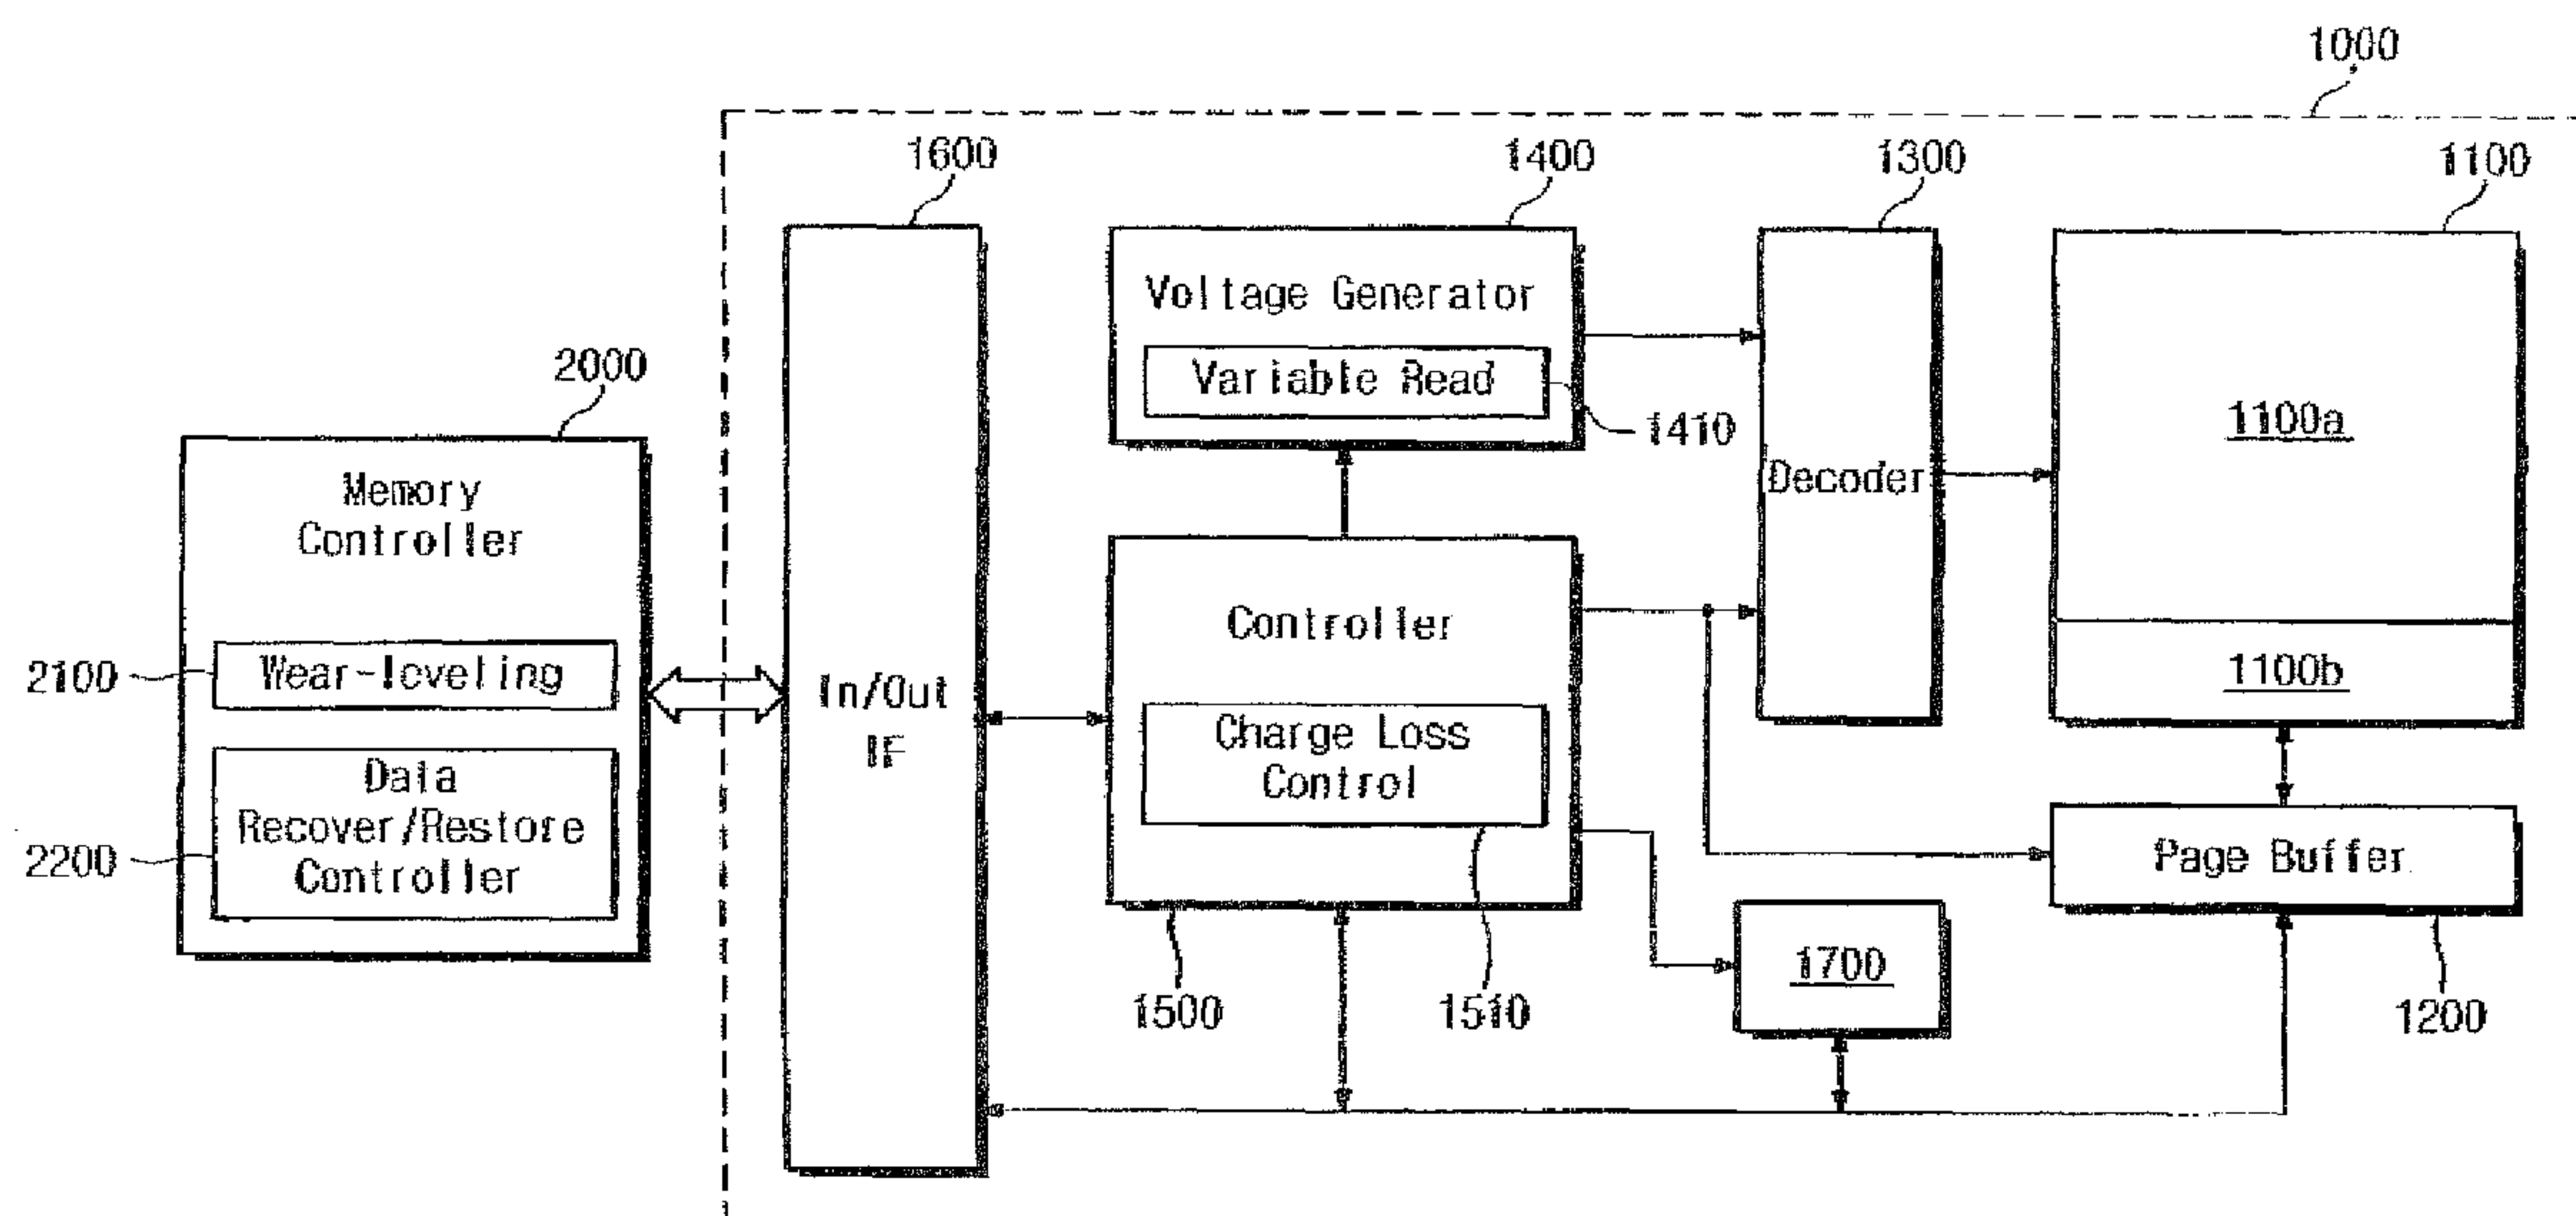 1000
1600
1400
1300
1100
Voltage Generator
2000
Variable Read
1410
1100a
Memory
Controller
Decoder
Controller
2100
Wear-loveling
1100b
In/Out
IF
Charge Loss
Control
Data
Recover/Restore
Controller
2200
Page Buffer
1700
1500
1510
1200